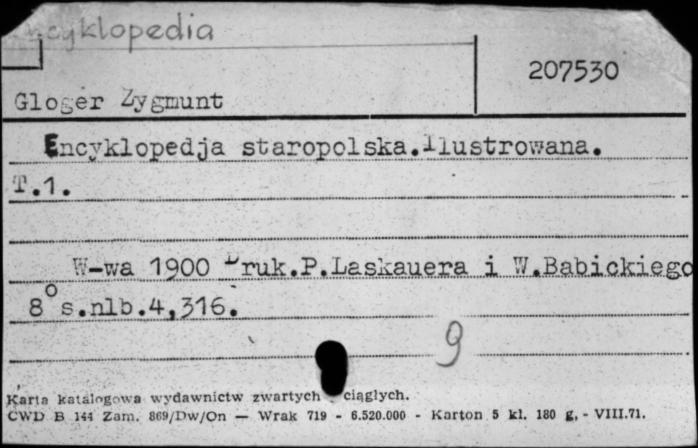 Encyklopedia
207530
Gloger Zygmunt
Encyklopedja staropolska.Ilustrowana.
T.1.
W-wa 1900 Druk.P.Laskauera i W.Babickiego
8° s.nlb.4,316.
9
Karta katalogowa wydawnictw zwartych ciągłych.
CWD B 144 Zam. 869/Dw/On — Wrak 719 - 6.520.000 - Karton 5 kl. 180 g. - VIII.71.